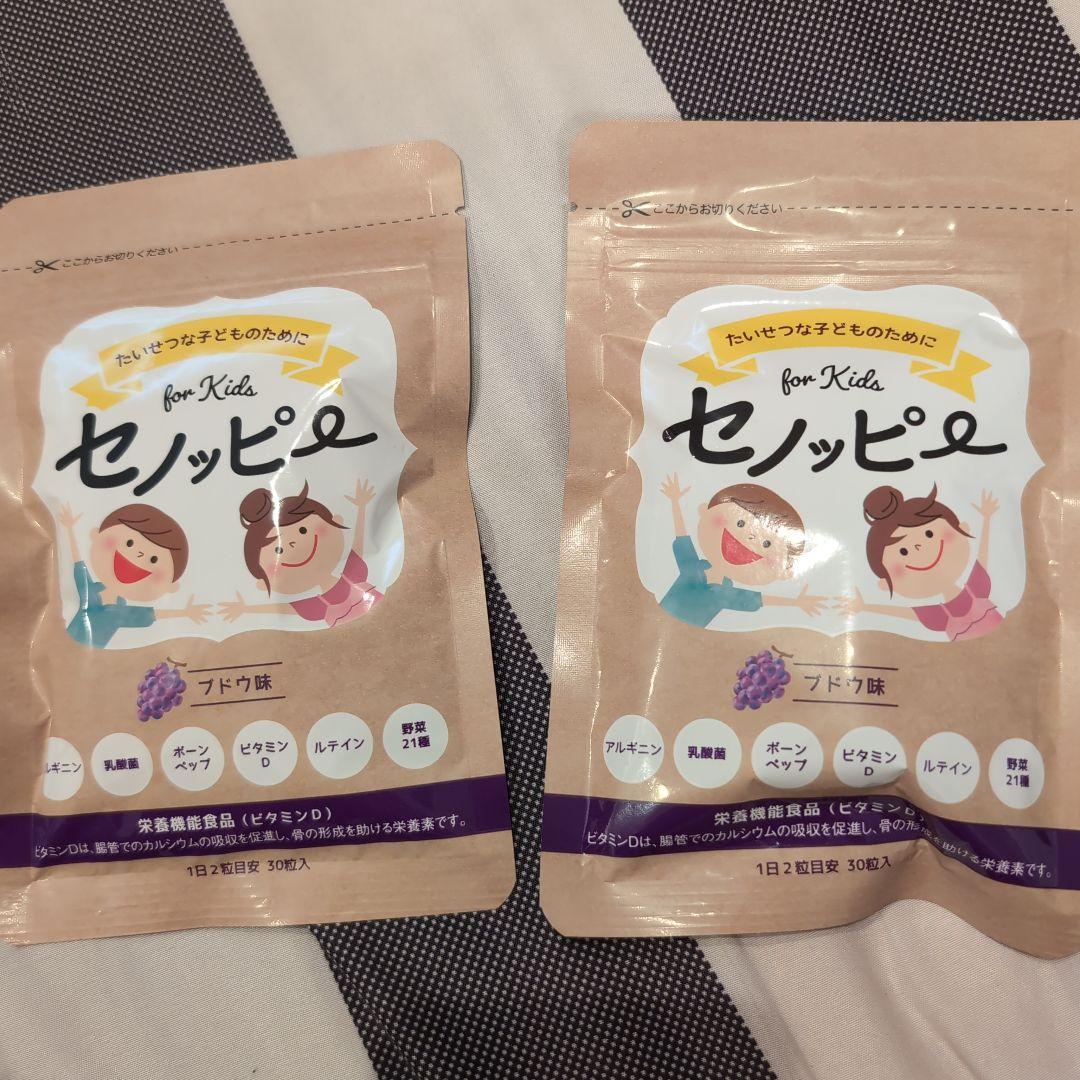 ここからお切りください
たいせつな子どものために
for Kids
セノッピー
ブドウ味
ルギニン
乳酸菌
ボーン
ペップ
ビタミン
D
ルテイン
野菜
21種
栄養機能食品(ビタミンD)
ビタミンDは、腸管でのカルシウムの吸収を促進し、骨の形成を助ける栄養素です。
1日2粒目安 30粒入
ここからお切りください
たいせつな子どものために
for Kids
セノッピー
ブドウ味
アルギニン
乳酸菌
ボーン
ペップ
ビタミン
D
ルテイン
野菜
21種
栄養機能食品(ビタミンD)
ビタミンDは、腸管でのカルシウムの吸収を促進し、骨の形成を助ける栄養素です。
1日2粒目安 30粒入